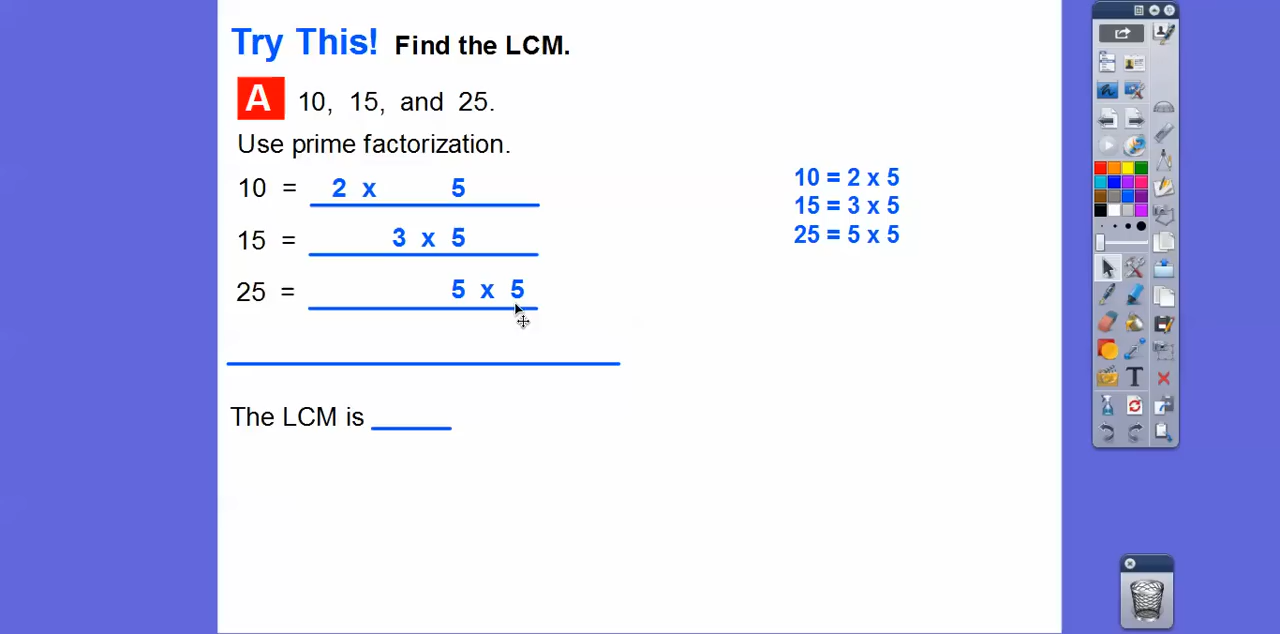 Try This! Find the LCM.
A 10, 15, and 25.
Use prime factorization.
10 = 2 x 5
15 = 3 x 5
25 = 5 x 5
The LCM is _____
10 = 2 x 5
15 = 3 x 5
25 = 5 x 5